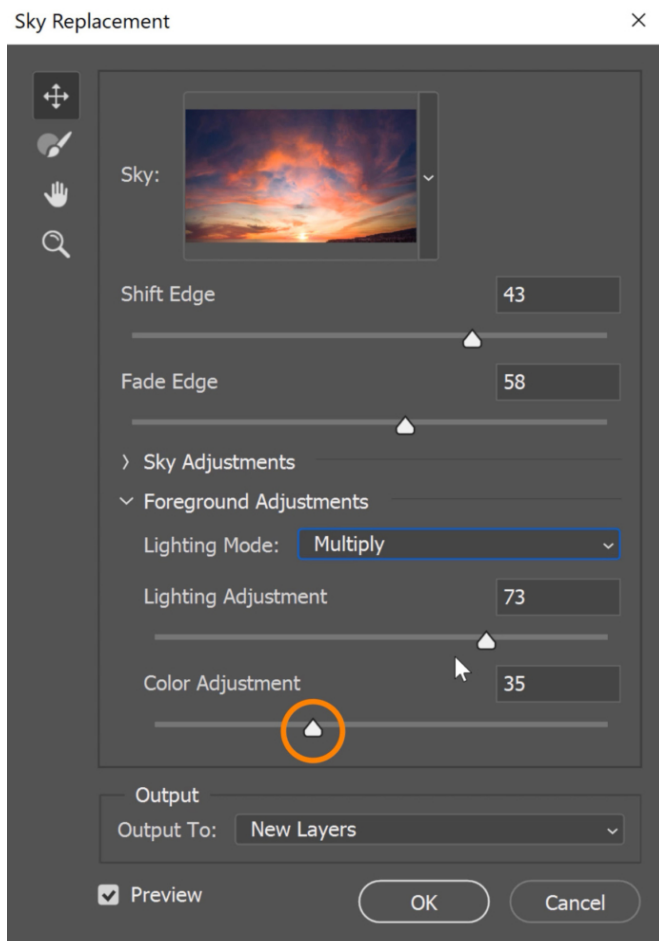 Sky Replacement
Sky:
Shift Edge 43
Fade Edge 58
Sky Adjustments
Foreground Adjustments
Lighting Mode: Multiply
Lighting Adjustment 73
Color Adjustment 35
Output
Output To: New Layers
Preview OK Cancel